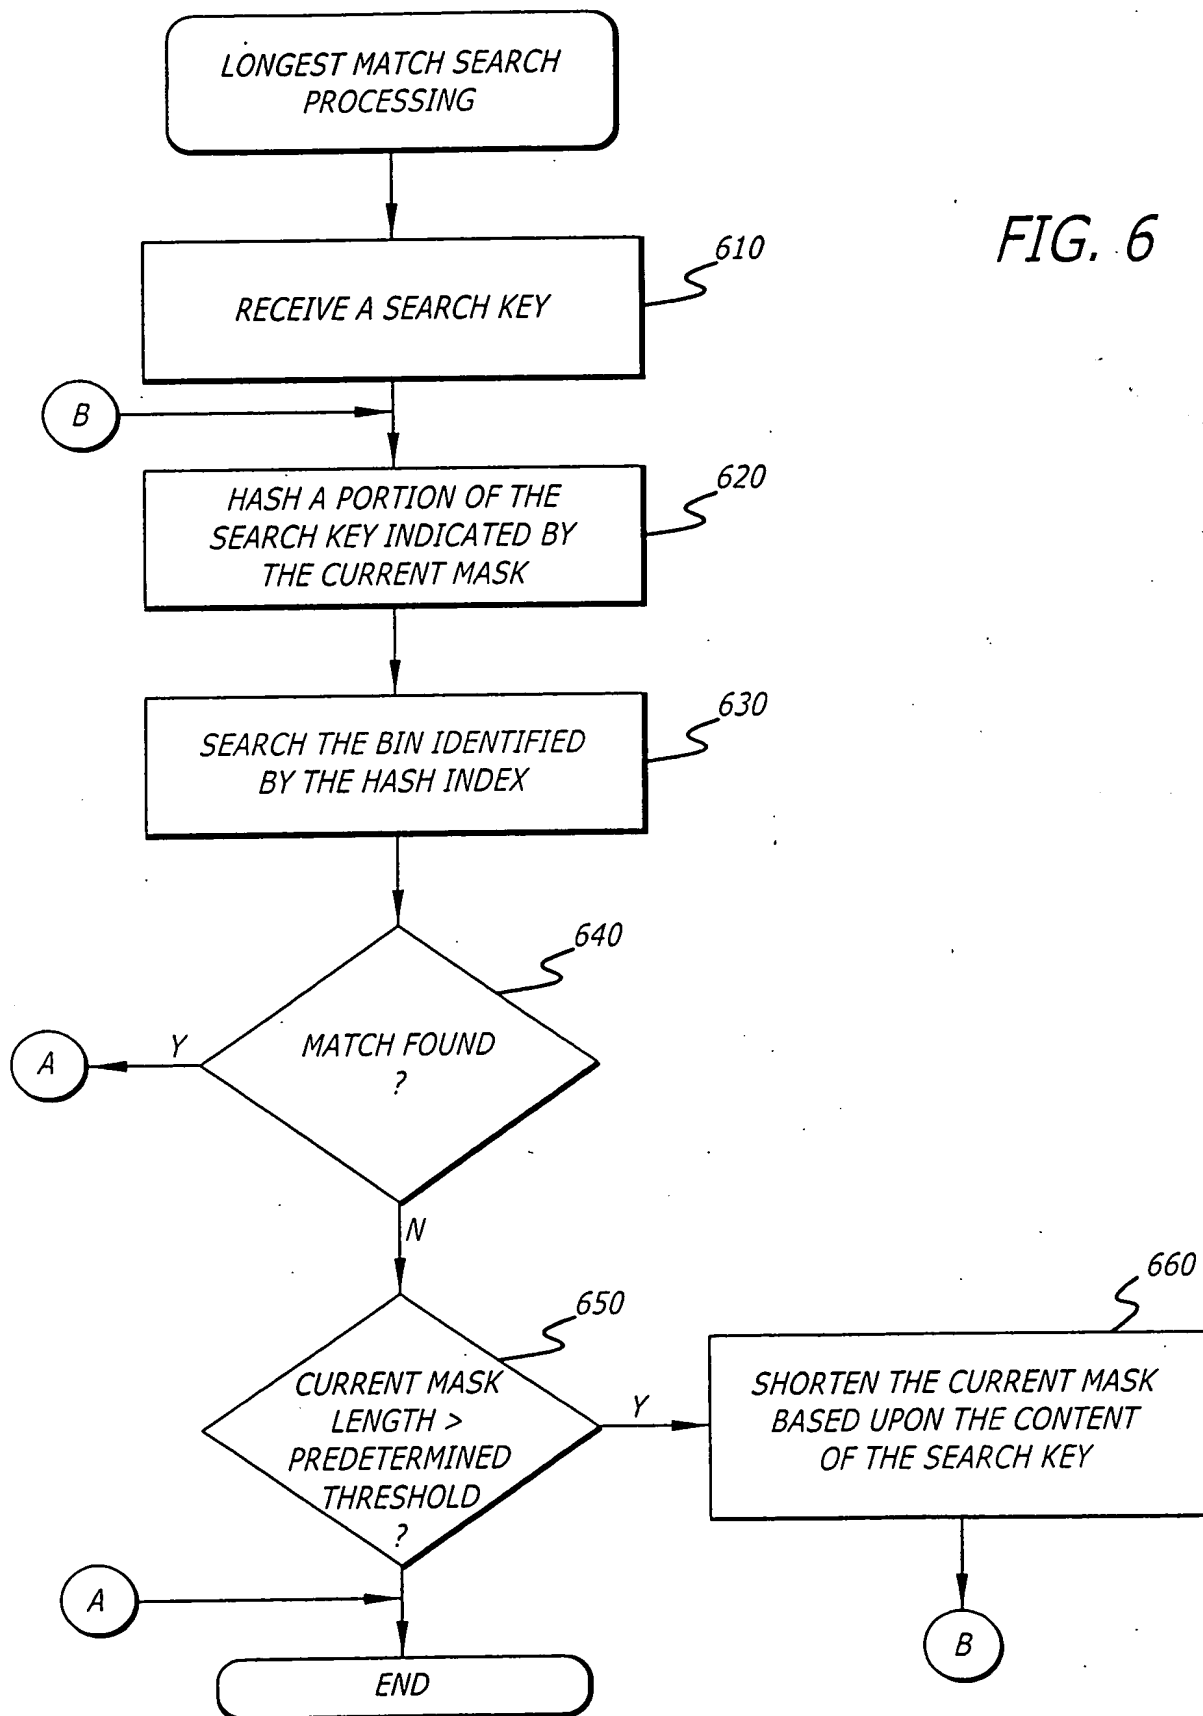 LONGEST MATCH SEARCH
PROCESSING
FIG. 6
610
RECEIVE A SEARCH KEY
B
620
HASH A PORTION OF THE
SEARCH KEY INDICATED BY
THE CURRENT MASK
630
SEARCH THE BIN IDENTIFIED
BY THE HASH INDEX
640
MATCH FOUND
?
Y
A
N
650
660
CURRENT MASK
LENGTH >
PREDETERMINED
THRESHOLD
?
Y
SHORTEN THE CURRENT MASK
BASED UPON THE CONTENT
OF THE SEARCH KEY
A
B
END